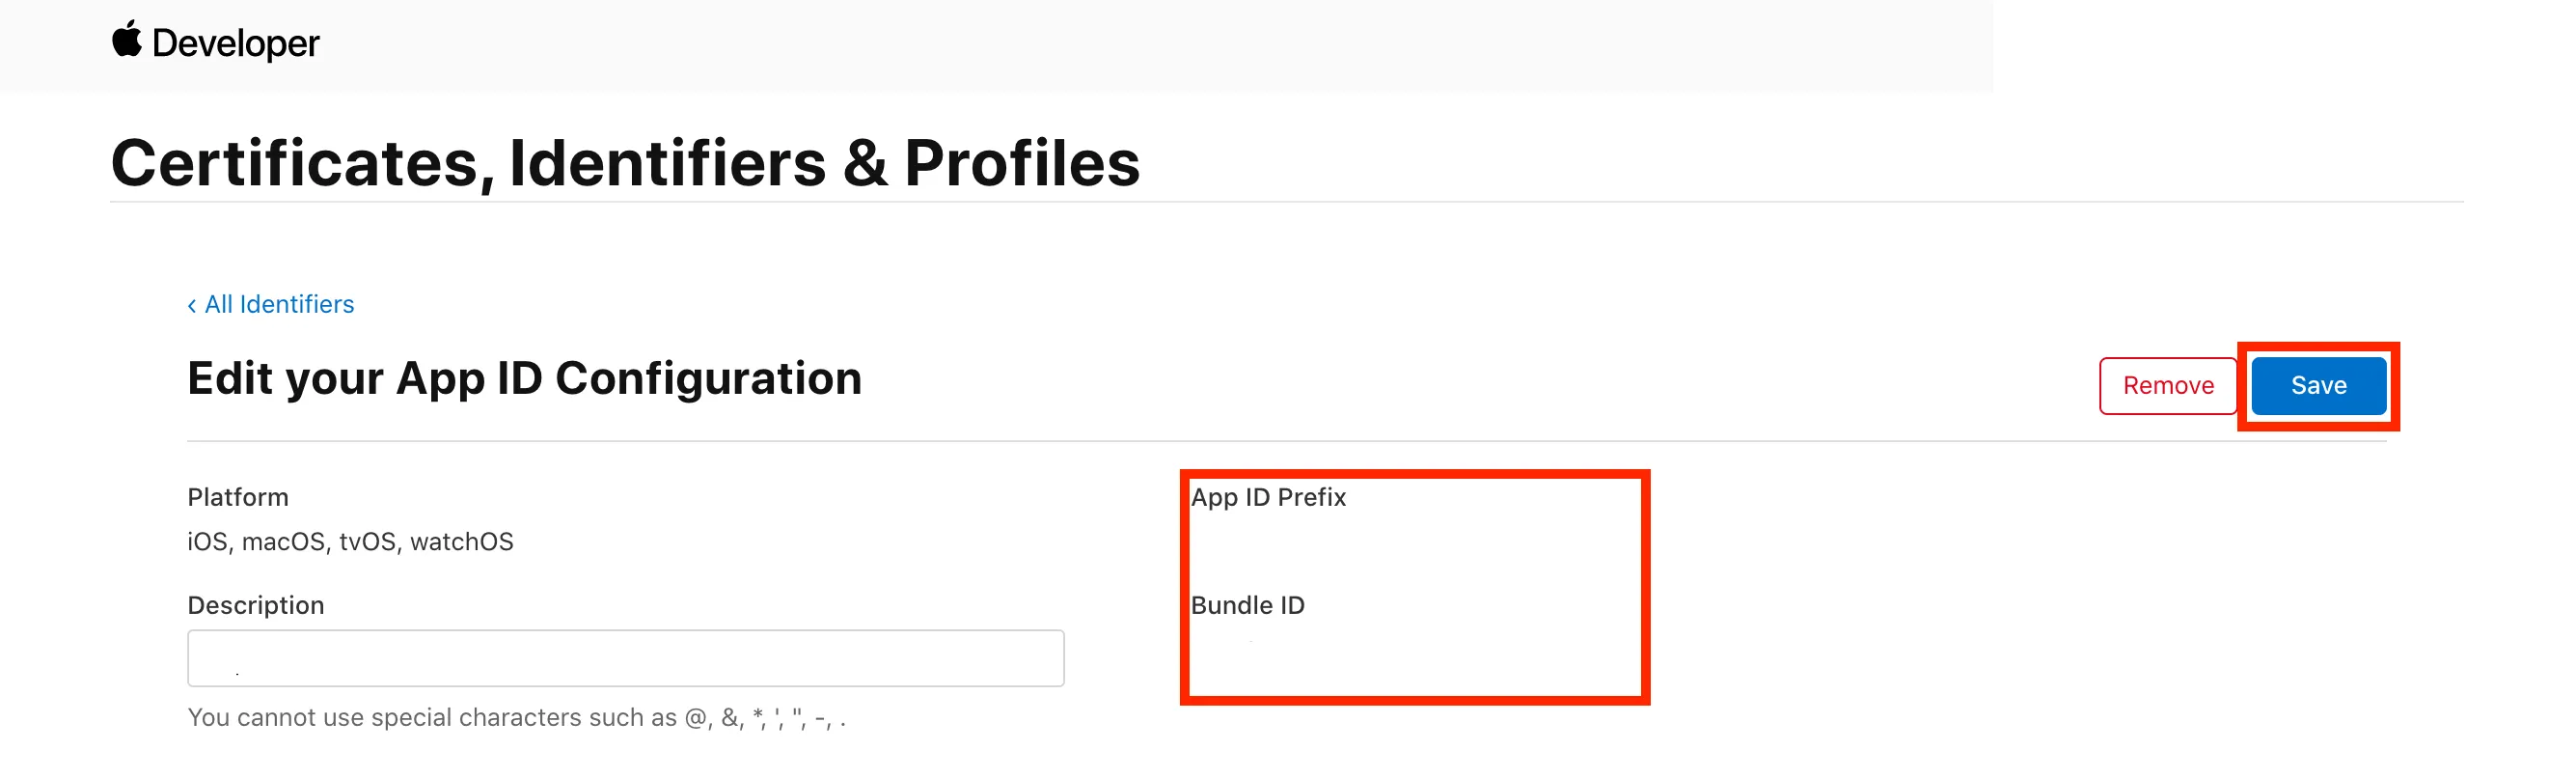 Developer
Certificates, Identifiers & Profiles
‹ All Identifiers
Edit your App ID Configuration
Remove
Save
Platform
iOS, macOS, tvOS, watchOS
App ID Prefix
Description
Bundle ID
You cannot use special characters such as @, &, *, ', ", -, .